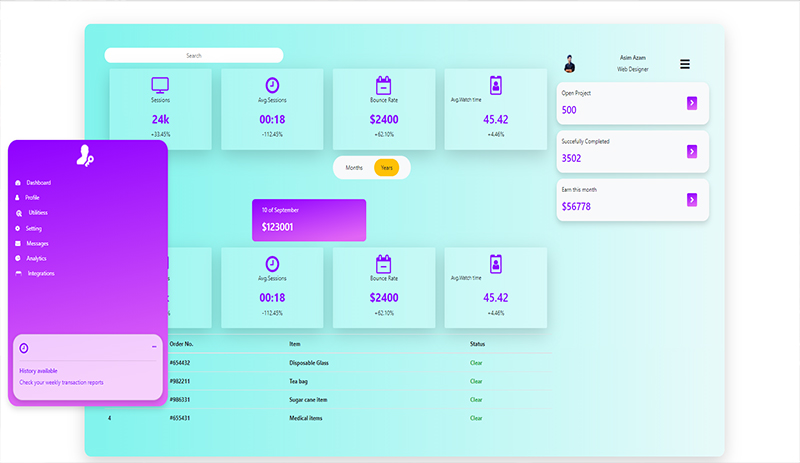 Search
Asim Azam
Web Designer
Sessions
24k
+33.45%
Avg.Sessions
00:18
-112.45%
Bounce Rate
$2400
+62.10%
Avg.Watch time
45.42
+4.46%
Open Project
500
Succefully Completed
3502
Earn this month
$56778
Months
Years
Dashboard
Profile
Utilitiess
Setting
Messages
Analytics
Integrations
10 of September
$123001
Avg.Sessions
00:18
-112.45%
Bounce Rate
$2400
+62.10%
Avg.Watch time
45.42
+4.46%
History available
Check your weekly transaction reports
Order No. Item Status
#654432 Disposable Glass Clear
#982211 Tea bag Clear
#986331 Sugar cane item Clear
4 #655431 Medical items Clear